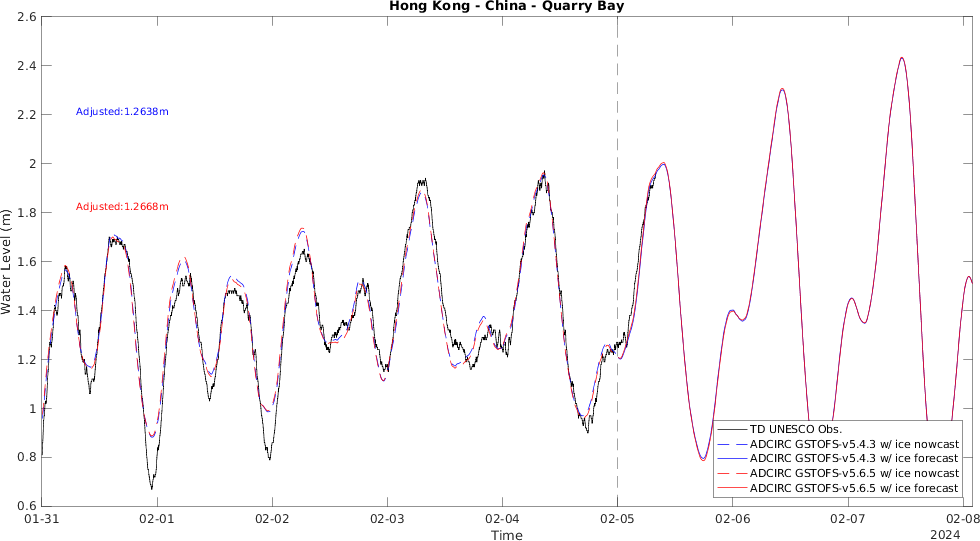 Hong Kong - China - Quarry Bay
2.6
2.4
2.2
2
1.8
1.6
1.4
1.2
1
0.8
0.6
Water Level (m)
Adjusted:1.2638m
Adjusted:1.2668m
TD UNESCO Obs.
ADCIRC GSTOFS-v5.4.3 w/ ice nowcast
ADCIRC GSTOFS-v5.4.3 w/ ice forecast
ADCIRC GSTOFS-v5.6.5 w/ ice nowcast
ADCIRC GSTOFS-v5.6.5 w/ ice forecast
01-31 02-01 02-02 02-03 02-04 02-05 02-06 02-07 02-08
Time
2024